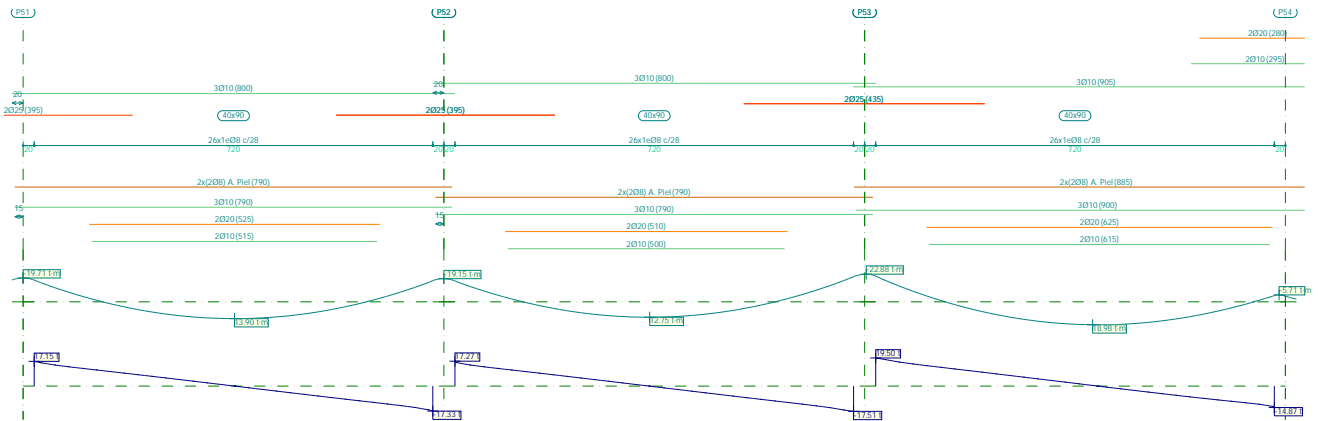 P51 P52 P53 P54
2Ø20 (280)
2Ø10 (295)
3Ø10 (800) 3Ø10 (800) 3Ø10 (905)
20 20
2Ø25 (395) 2Ø25 (395) 2Ø25 (435)
40x90 40x90 40x90
26x1eØ8 c/28 26x1eØ8 c/28 26x1eØ8 c/28
20 720 20 20 720 20 20 720 20
2x(2Ø8) A. Piel (790) 2x(2Ø8) A. Piel (790) 2x(2Ø8) A. Piel (885)
3Ø10 (790) 3Ø10 (790) 3Ø10 (900)
15 15
2Ø20 (525) 2Ø20 (510) 2Ø20 (625)
2Ø10 (515) 2Ø10 (500) 2Ø10 (615)
-19.71 t·m -19.15 t·m -22.88 t·m -5.71 t·m
13.90 t·m 12.75 t·m 18.98 t·m
17.15 t 17.27 t 19.50 t
-17.33 t -17.51 t -14.87 t